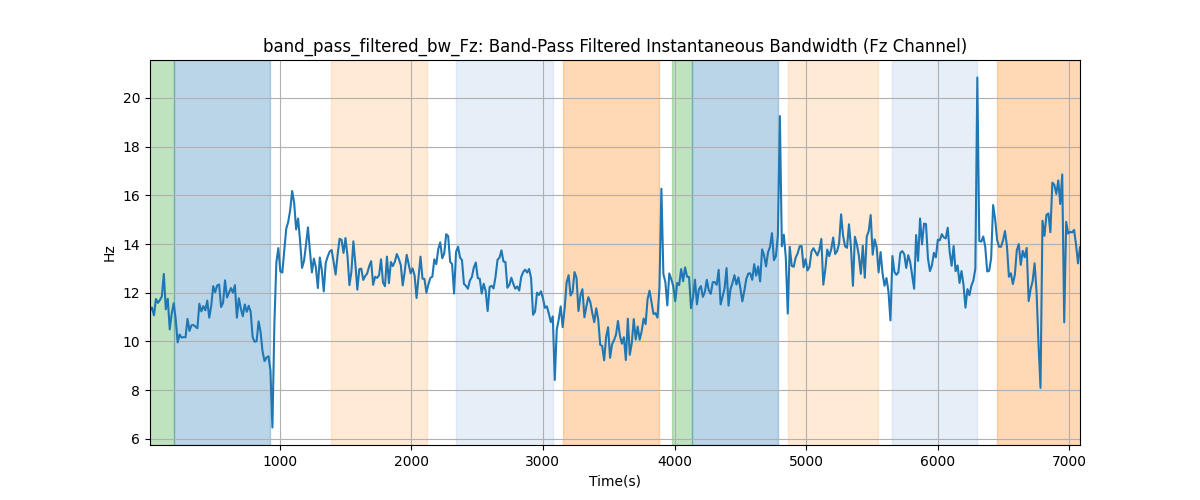 band_pass_filtered_bw_Fz: Band-Pass Filtered Instantaneous Bandwidth (Fz Channel)
Hz
20
18
16
14
12
10
8
6
1000 2000 3000 4000 5000 6000 7000
Time(s)